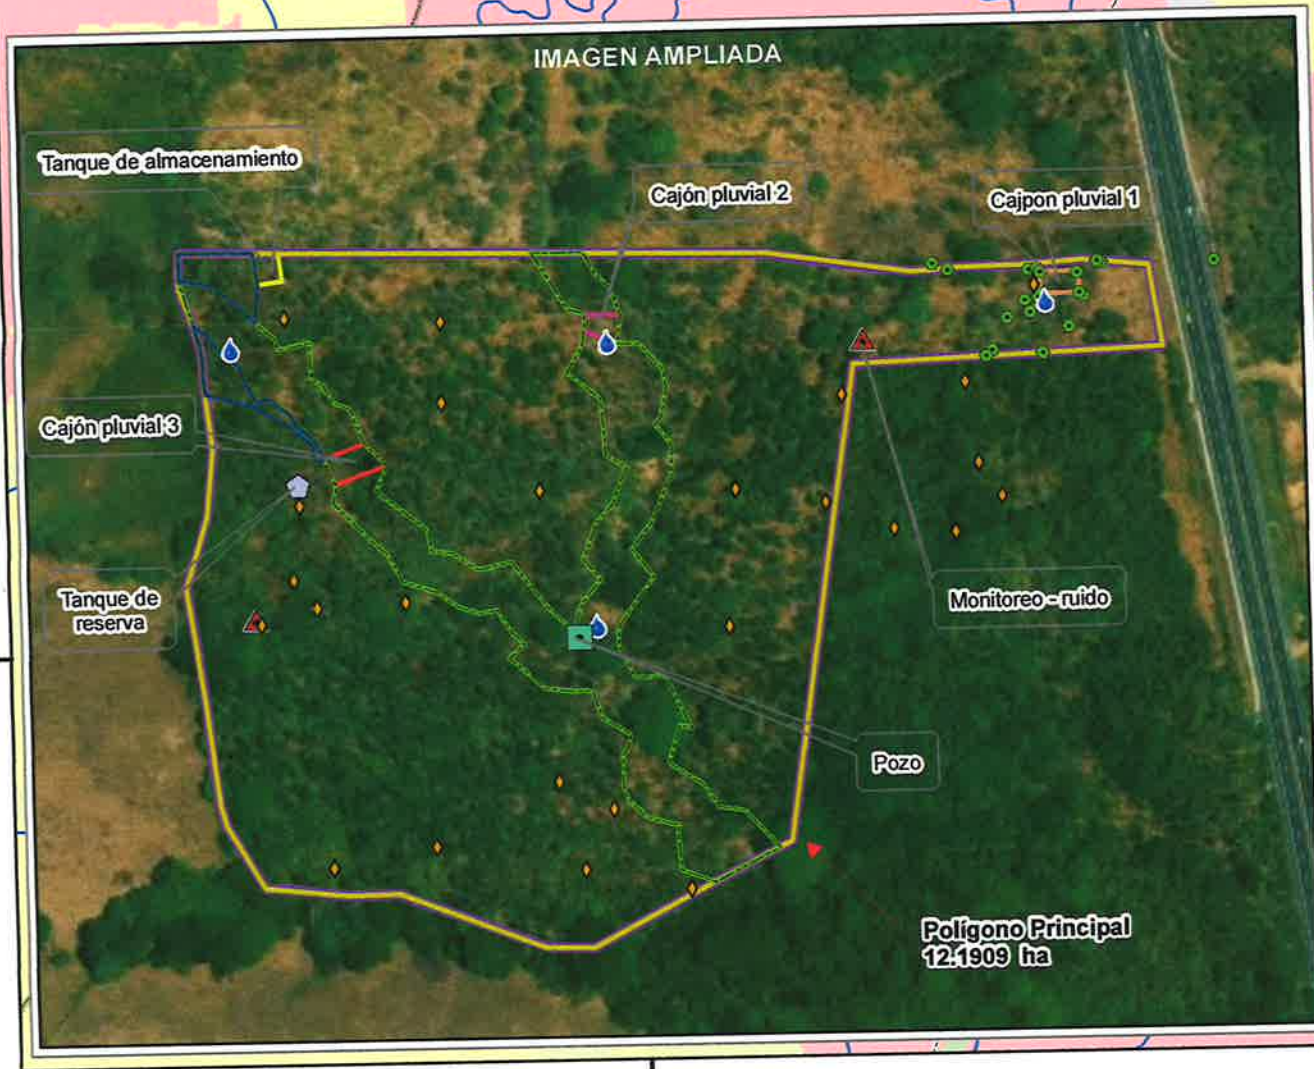 IMAGEN AMPLIADA
Tanque de almacenamiento
Cajón pluvial 2
Cajpon pluvial 1
Cajón pluvial 3
Tanque de
reserva
Monitoreo - ruido
Pozo
Polígono Principal
12.1909 ha